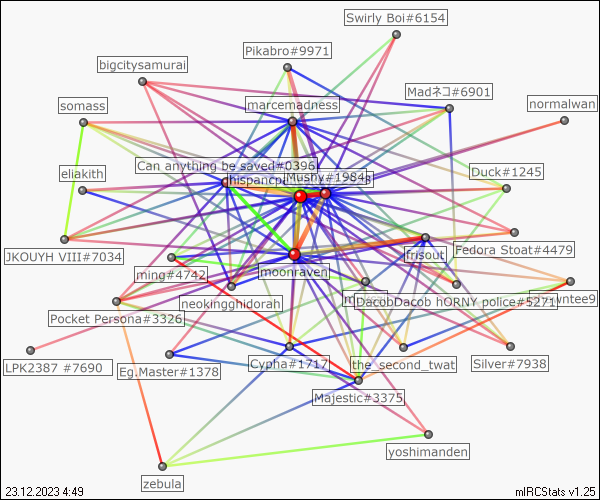 Swirly Boi#6154
Pikabro#9971
bigcitysamurai
Madネコ#6901
somass
marcemadness
normalwan
Can anything be saved#0396
Mushy#1984
eliakith
Duck#1245
JKOUYH VIII#7034
frisout
Fedora Stoat#4479
ming#4742
moonraven
neokingghidorah
DacobDacob hORNY police#5271
Pocket Persona#3326
LPK2387 #7690
Eg.Master#1378
Cypha#1717
the_second_twat
Silver#7938
Majestic#3375
yoshimanden
zebula
23.12.2023 4:49
mIRCStats v1.25